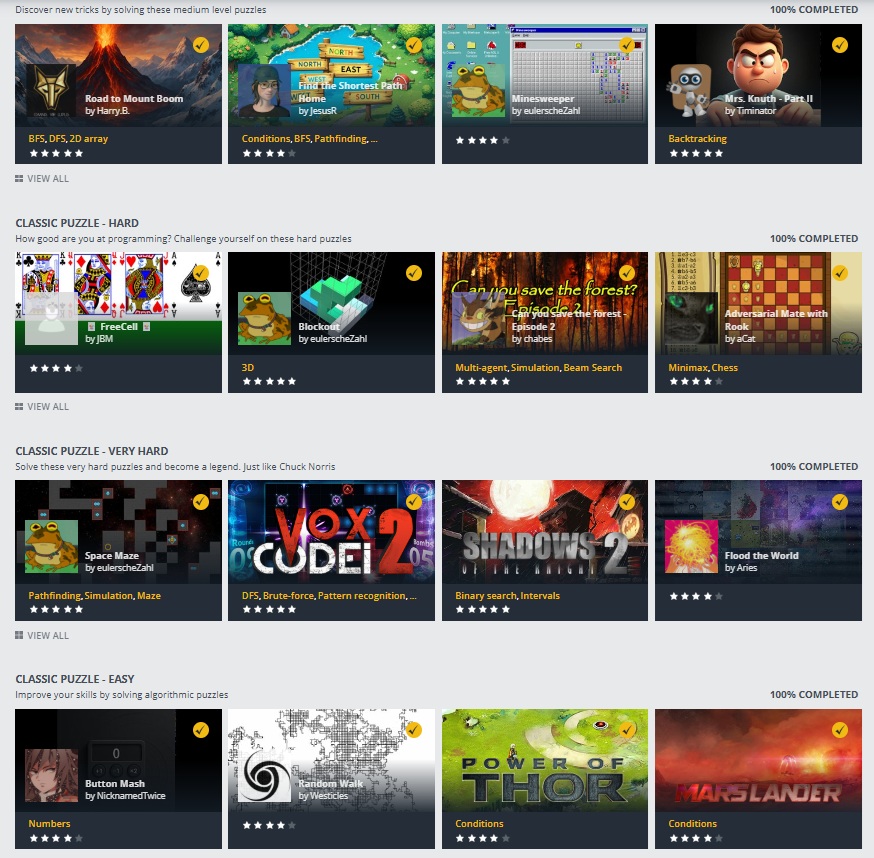 Discover new tricks by solving these medium level puzzles
100% COMPLETED
Road to Mount Boom
by Harry.B.
BFS, DFS, 2D array
NORTH
NORTH
EAST
WEST
SOUTH
Find the Shortest Path
Home
by JesusR
Conditions, BFS, Pathfinding, ...
Minesweeper
by eulerscheZahl
Mrs. Knuth - Part II
by Timinator
Backtracking
VIEW ALL
CLASSIC PUZZLE - HARD
How good are you at programming? Challenge yourself on these hard puzzles
100% COMPLETED
FreeCell
by JBM
Blockout
by eulerscheZahl
3D
Can you save the forest?
Episode 2
Can you save the forest -
Episode 2
by chabes
Multi-agent, Simulation, Beam Search
Adversarial Mate with
Rook
by aCat
Minimax, Chess
VIEW ALL
CLASSIC PUZZLE - VERY HARD
Solve these very hard puzzles and become a legend. Just like Chuck Norris
100% COMPLETED
Space Maze
by eulerscheZahl
Pathfinding, Simulation, Maze
VOX
CODEI 2
DFS, Brute-force, Pattern recognition, ...
SHADOWS 2
OF THE KNIGHT
Binary search, Intervals
Flood the World
by Aries
VIEW ALL
CLASSIC PUZZLE - EASY
Improve your skills by solving algorithmic puzzles
100% COMPLETED
0
Button Mash
by NicknamedTwice
Numbers
Random Walk
by Westicles
POWER OF
THOR
Conditions
MARS LANDER
Conditions